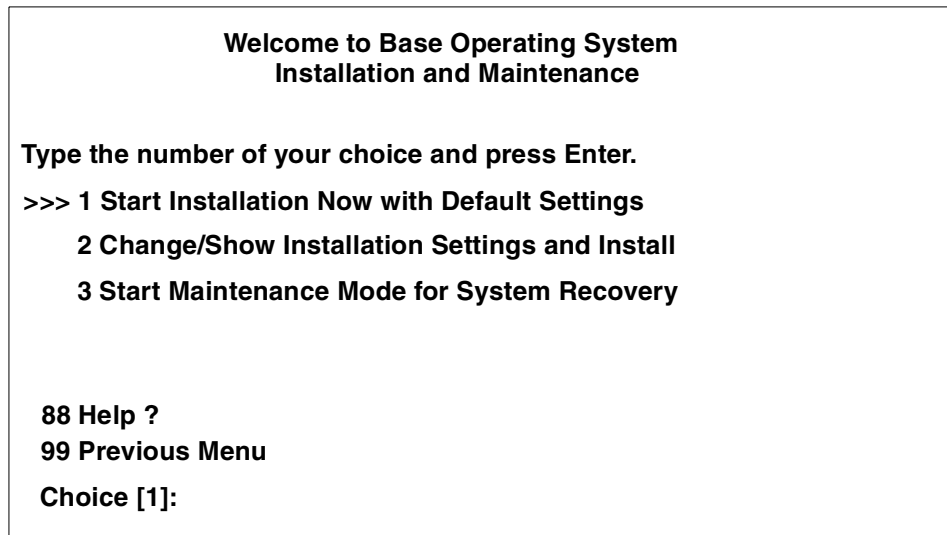 Welcome to Base Operating System
Installation and Maintenance
Type the number of your choice and press Enter.
>>> 1 Start Installation Now with Default Settings
2 Change/Show Installation Settings and Install
3 Start Maintenance Mode for System Recovery
88 Help ?
99 Previous Menu
Choice [1]: